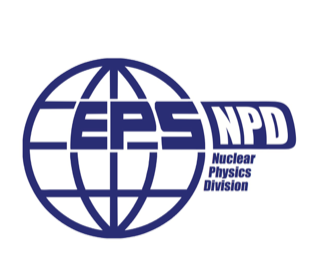 EPS NPD
Nuclear
Physics
Division